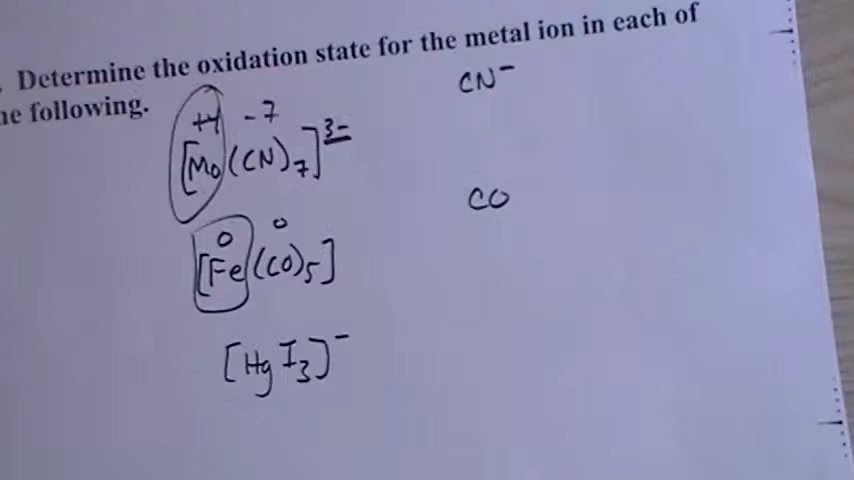 Determine the oxidation state for the metal ion in each of
he following.
CN⁻
+4 -7
[Mo(CN)₇]³⁻
CO
0 0
[Fe(CO)₅]
[HgI₃]⁻